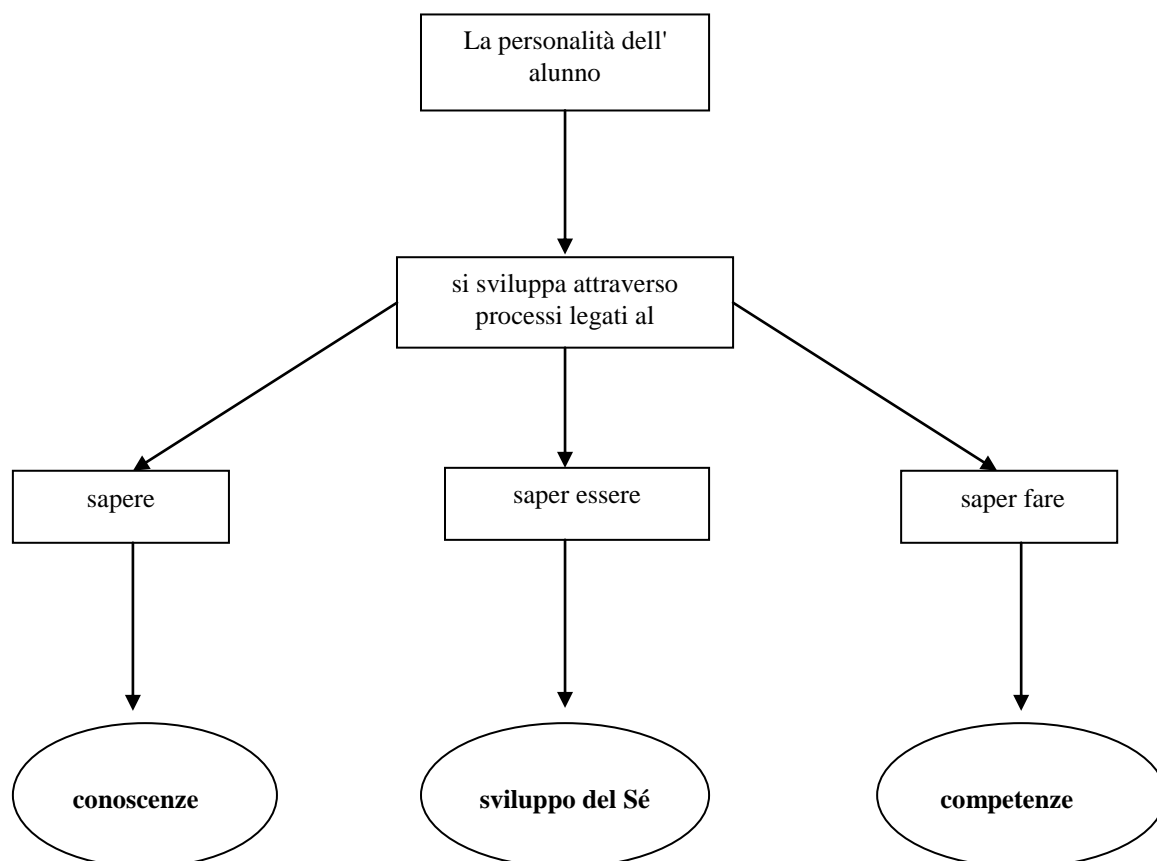 La personalità dell'
alunno
si sviluppa attraverso
processi legati al
sapere
saper essere
saper fare
conoscenze
sviluppo del Sé
competenze